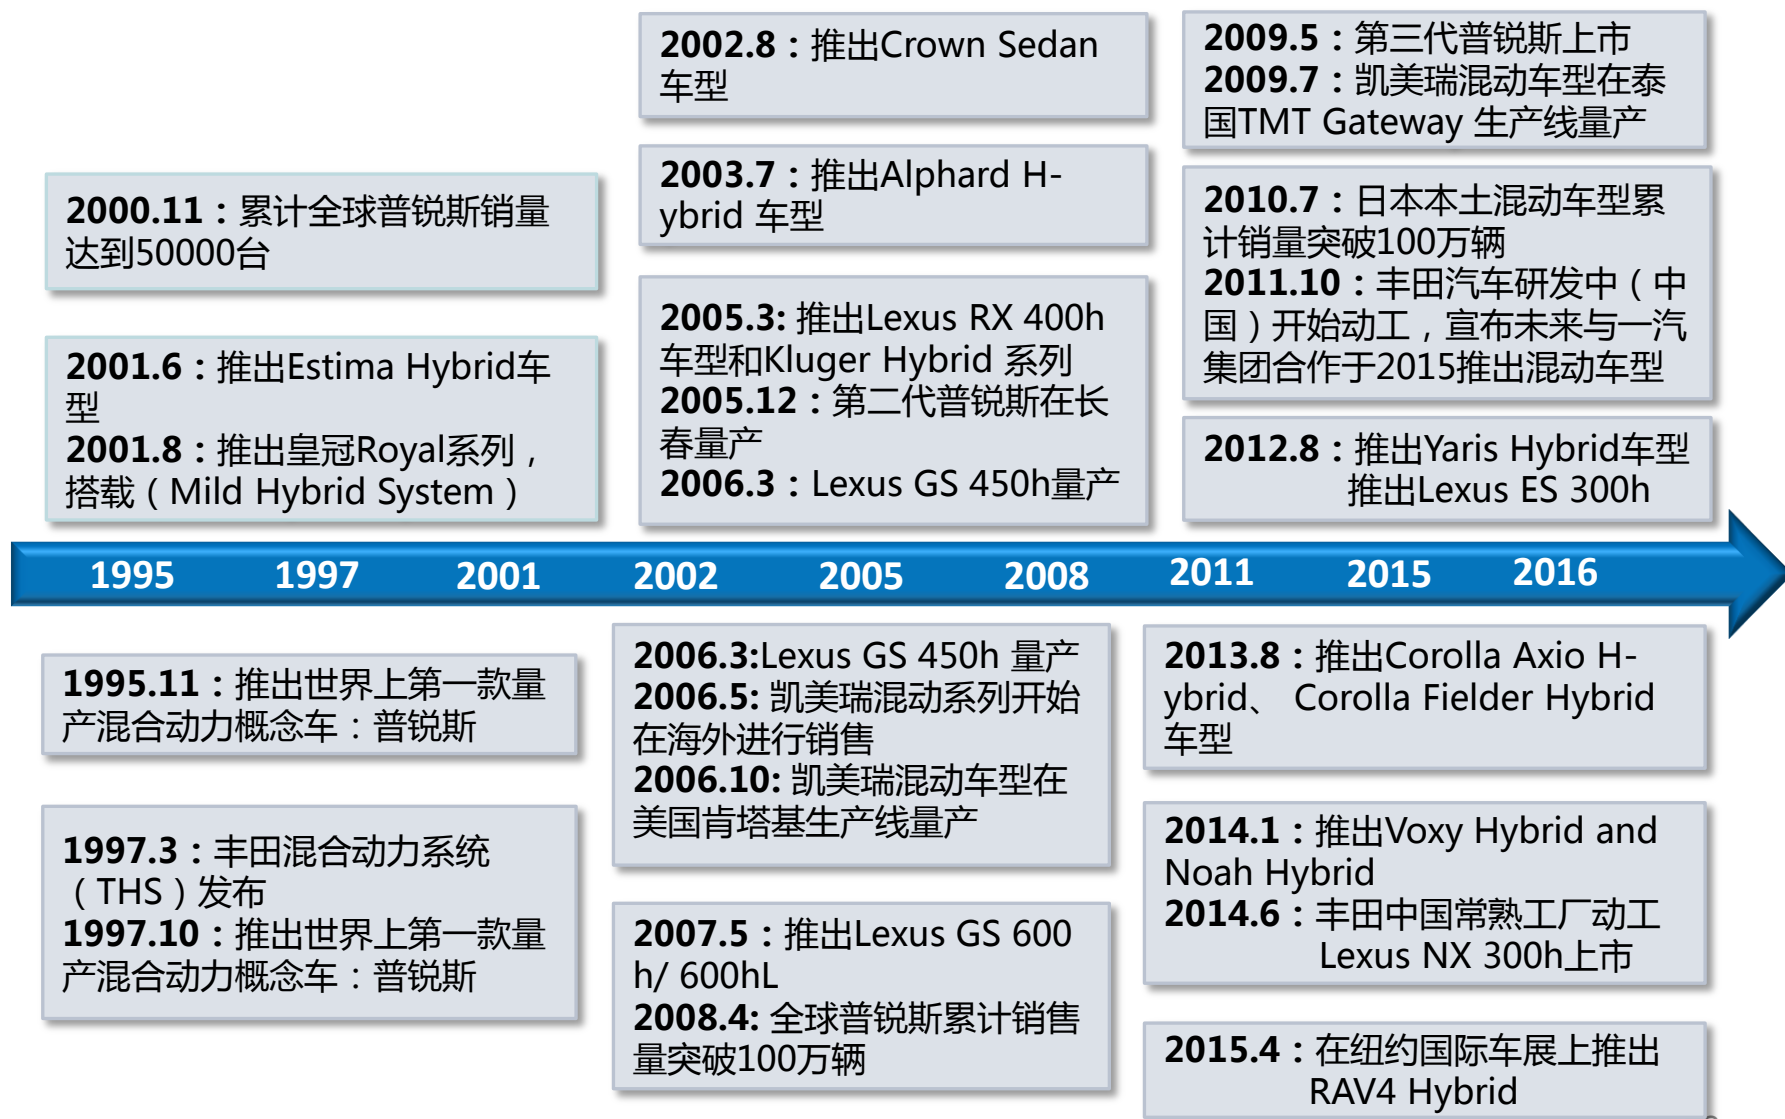 2000.11：累计全球普锐斯销量
达到50000台
2001.6：推出Estima Hybrid车
型
2001.8：推出皇冠Royal系列，
搭载（Mild Hybrid System）
2002.8：推出Crown Sedan
车型
2003.7：推出Alphard H-
ybrid 车型
2005.3: 推出Lexus RX 400h
车型和Kluger Hybrid 系列
2005.12：第二代普锐斯在长
春量产
2006.3：Lexus GS 450h量产
2009.5：第三代普锐斯上市
2009.7：凯美瑞混动车型在泰
国TMT Gateway 生产线量产
2010.7：日本本土混动车型累
计销量突破100万辆
2011.10：丰田汽车研发中（中
国）开始动工，宣布未来与一汽
集团合作于2015推出混动车型
2012.8：推出Yaris Hybrid车型
推出Lexus ES 300h
1995 1997 2001 2002 2005 2008 2011 2015 2016
1995.11：推出世界上第一款量
产混合动力概念车：普锐斯
1997.3：丰田混合动力系统
（THS）发布
1997.10：推出世界上第一款量
产混合动力概念车：普锐斯
2006.3:Lexus GS 450h 量产
2006.5: 凯美瑞混动系列开始
在海外进行销售
2006.10: 凯美瑞混动车型在
美国肯塔基生产线量产
2007.5：推出Lexus GS 600
h/ 600hL
2008.4: 全球普锐斯累计销售
量突破100万辆
2013.8：推出Corolla Axio H-
ybrid、 Corolla Fielder Hybrid
车型
2014.1：推出Voxy Hybrid and
Noah Hybrid
2014.6：丰田中国常熟工厂动工
Lexus NX 300h上市
2015.4：在纽约国际车展上推出
RAV4 Hybrid